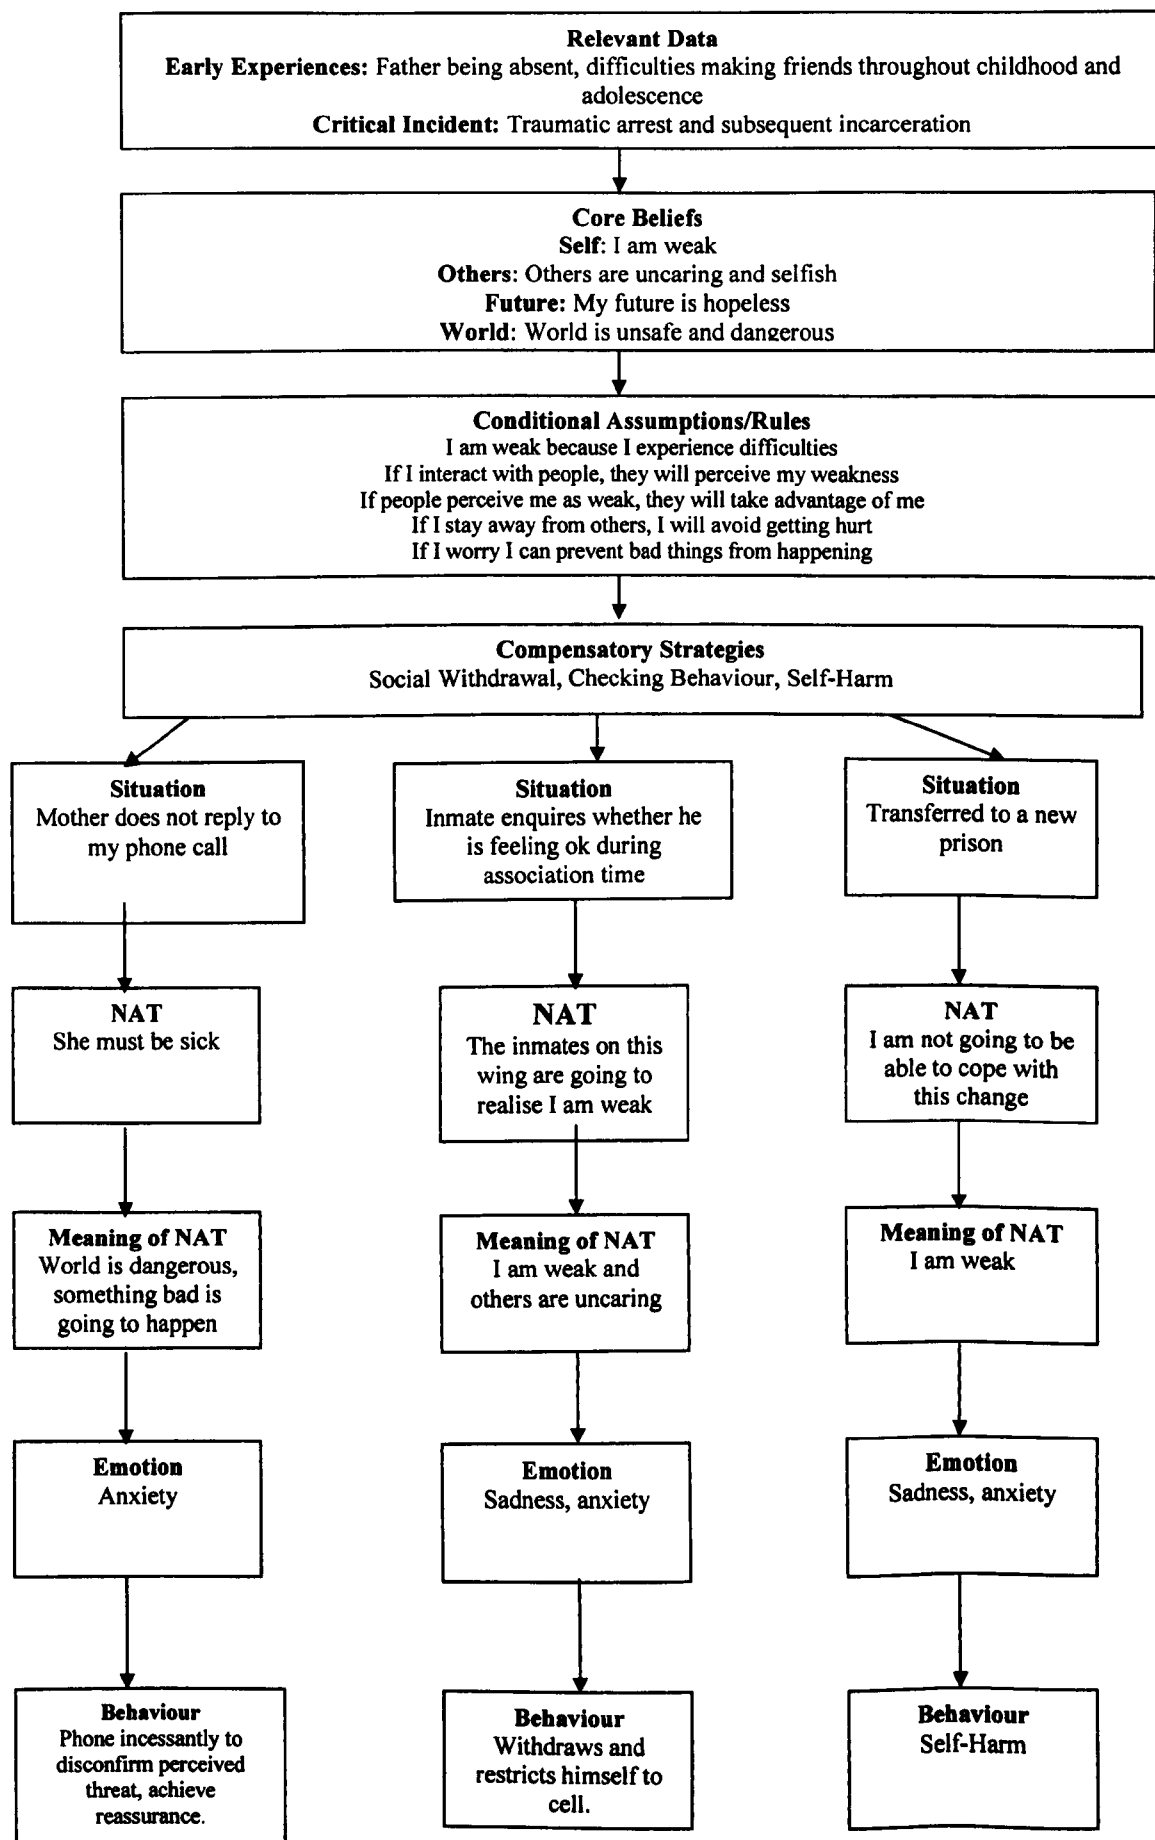 Relevant Data
Early Experiences: Father being absent, difficulties making friends throughout childhood and
adolescence
Critical Incident: Traumatic arrest and subsequent incarceration
Core Beliefs
Self: I am weak
Others: Others are uncaring and selfish
Future: My future is hopeless
World: World is unsafe and dangerous
Conditional Assumptions/Rules
I am weak because I experience difficulties
If I interact with people, they will perceive my weakness
If people perceive me as weak, they will take advantage of me
If I stay away from others, I will avoid getting hurt
If I worry I can prevent bad things from happening
Compensatory Strategies
Social Withdrawal, Checking Behaviour, Self-Harm
Situation
Mother does not reply to
my phone call
Situation
Inmate enquires whether he
is feeling ok during
association time
Situation
Transferred to a new
prison
NAT
She must be sick
NAT
The inmates on this
wing are going to
realise I am weak
NAT
I am not going to be
able to cope with
this change
Meaning of NAT
World is dangerous,
something bad is
going to happen
Meaning of NAT
I am weak and
others are uncaring
Meaning of NAT
I am weak
Emotion
Anxiety
Emotion
Sadness, anxiety
Emotion
Sadness, anxiety
Behaviour
Phone incessantly to
disconfirm perceived
threat, achieve
reassurance.
Behaviour
Withdraws and
restricts himself to
cell.
Behaviour
Self-Harm